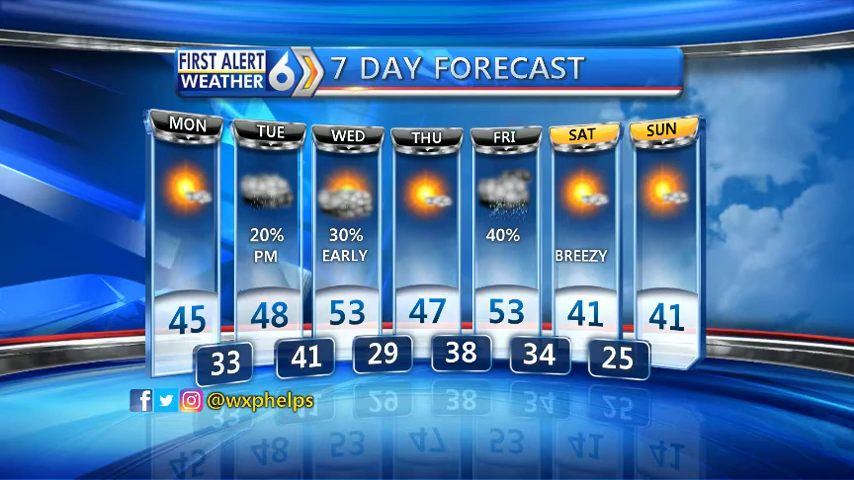 FIRST ALERT
WEATHER 6
7 DAY FORECAST
MON TUE WED THU FRI SAT SUN
20% 30% 40%
PM EARLY BREEZY
45 48 53 47 53 41 41
33 41 29 38 34 25
@wxphelps